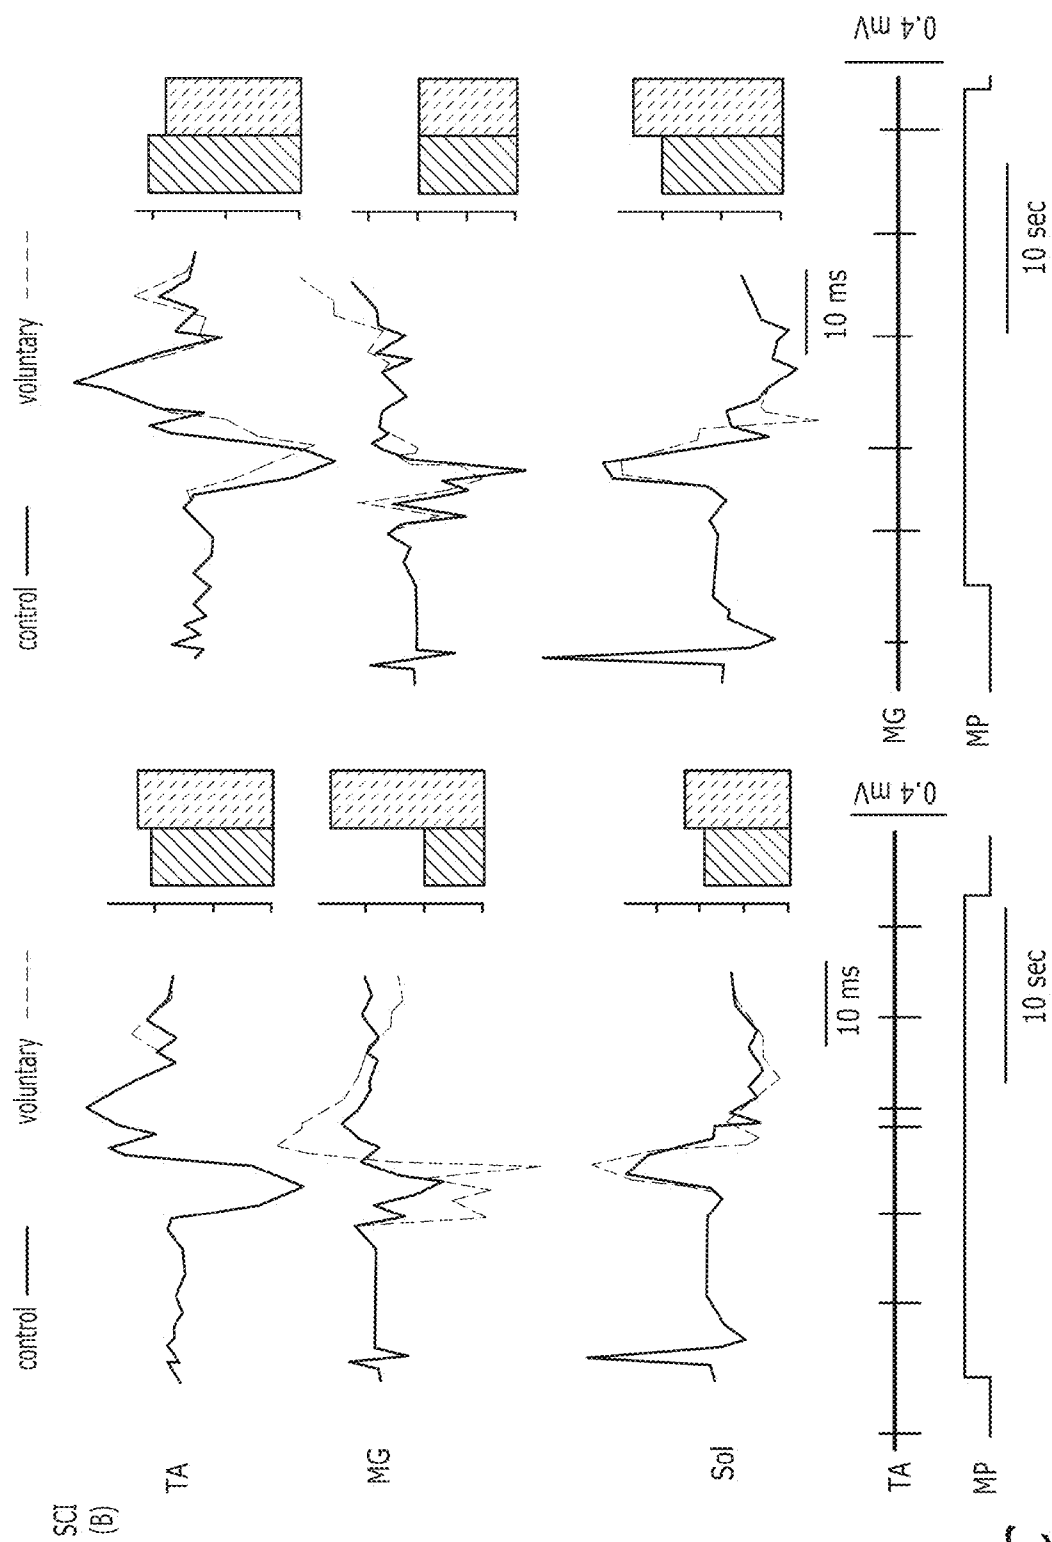 SCI
(B)
control
voluntary
control
voluntary
TA
MG
Sol
10 ms
10 ms
TA
0.4 mV
MG
0.4 mV
MP
10 sec
MP
10 sec